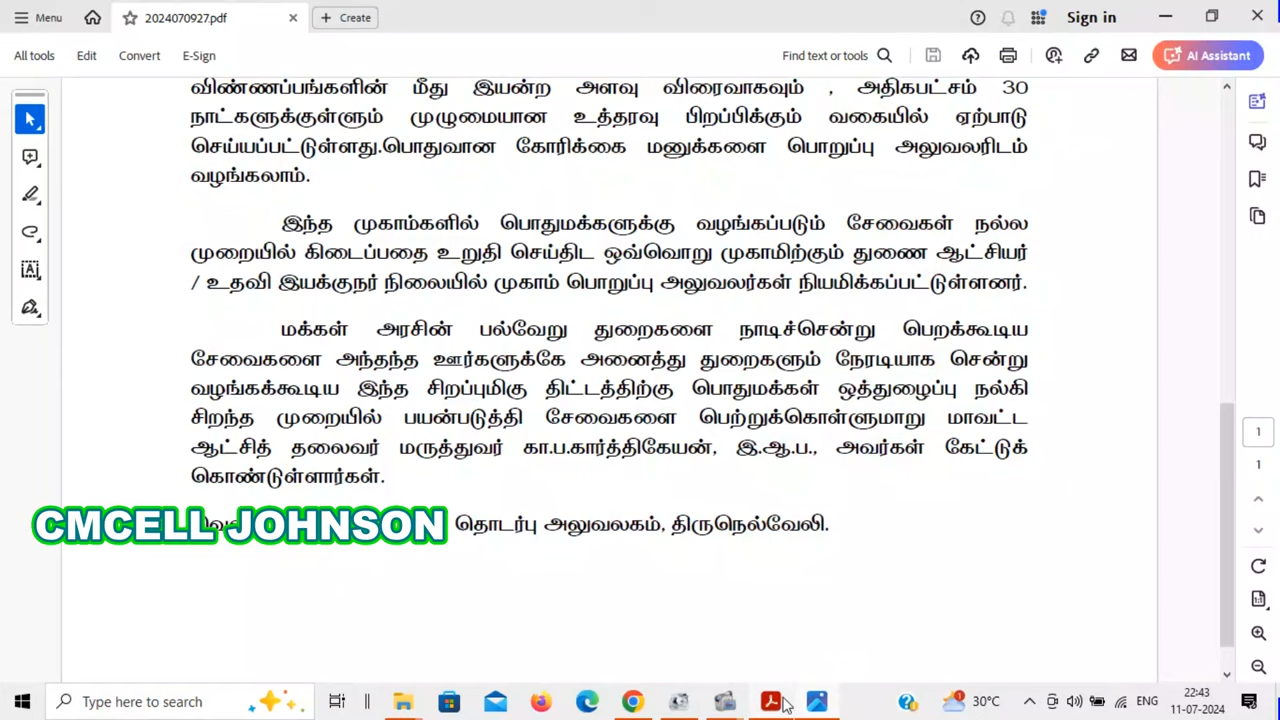 Menu
2024070927.pdf
Create
Sign in
All tools
Edit
Convert
E-Sign
Find text or tools
AI Assistant
விண்ணப்பங்களின் மீது இயன்ற அளவு விரைவாகவும் , அதிகபட்சம் 30
நாட்களுக்குள்ளும் முழுமையான உத்தரவு பிறப்பிக்கும் வகையில் ஏற்பாடு
செய்யப்பட்டுள்ளது.பொதுவான கோரிக்கை மனுக்களை பொறுப்பு அலுவலரிடம்
வழங்கலாம்.
இந்த முகாம்களில் பொதுமக்களுக்கு வழங்கப்படும் சேவைகள் நல்ல
முறையில் கிடைப்பதை உறுதி செய்திட ஒவ்வொறு முகாமிற்கும் துணை ஆட்சியர்
/ உதவி இயக்குநர் நிலையில் முகாம் பொறுப்பு அலுவலர்கள் நியமிக்கப்பட்டுள்ளனர்.
மக்கள் அரசின் பல்வேறு துறைகளை நாடிச்சென்று பெறக்கூடிய
சேவைகளை அந்தந்த ஊர்களுக்கே அனைத்து துறைகளும் நேரடியாக சென்று
வழங்கக்கூடிய இந்த சிறப்புமிகு திட்டத்திற்கு பொதுமக்கள் ஒத்துழைப்பு நல்கி
சிறந்த முறையில் பயன்படுத்தி சேவைகளை பெற்றுக்கொள்ளுமாறு மாவட்ட
ஆட்சித் தலைவர் மருத்துவர் கா.ப.கார்த்திகேயன், இ.ஆ.ப., அவர்கள் கேட்டுக்
கொண்டுள்ளார்கள்.
CMCELL JOHNSON
தொடர்பு அலுவலகம், திருநெல்வேலி.
1
1
Type here to search
30°C
ENG
22:43
11-07-2024